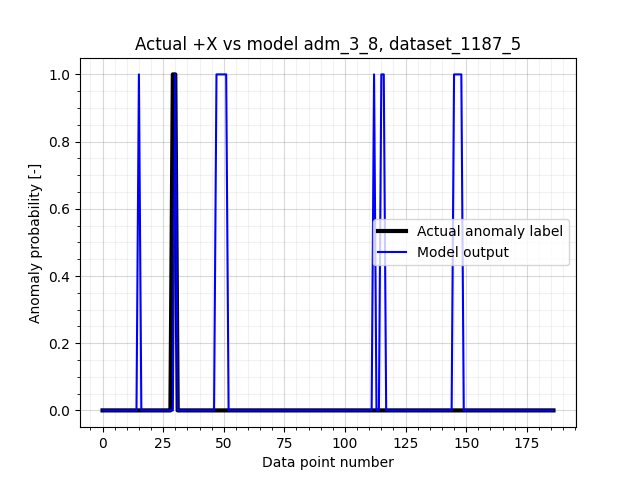 Actual +X vs model adm_3_8, dataset_1187_5
1.0
0.8
0.6
0.4
0.2
0.0
Anomaly probability [-]
Actual anomaly label
Model output
0 25 50 75 100 125 150 175
Data point number